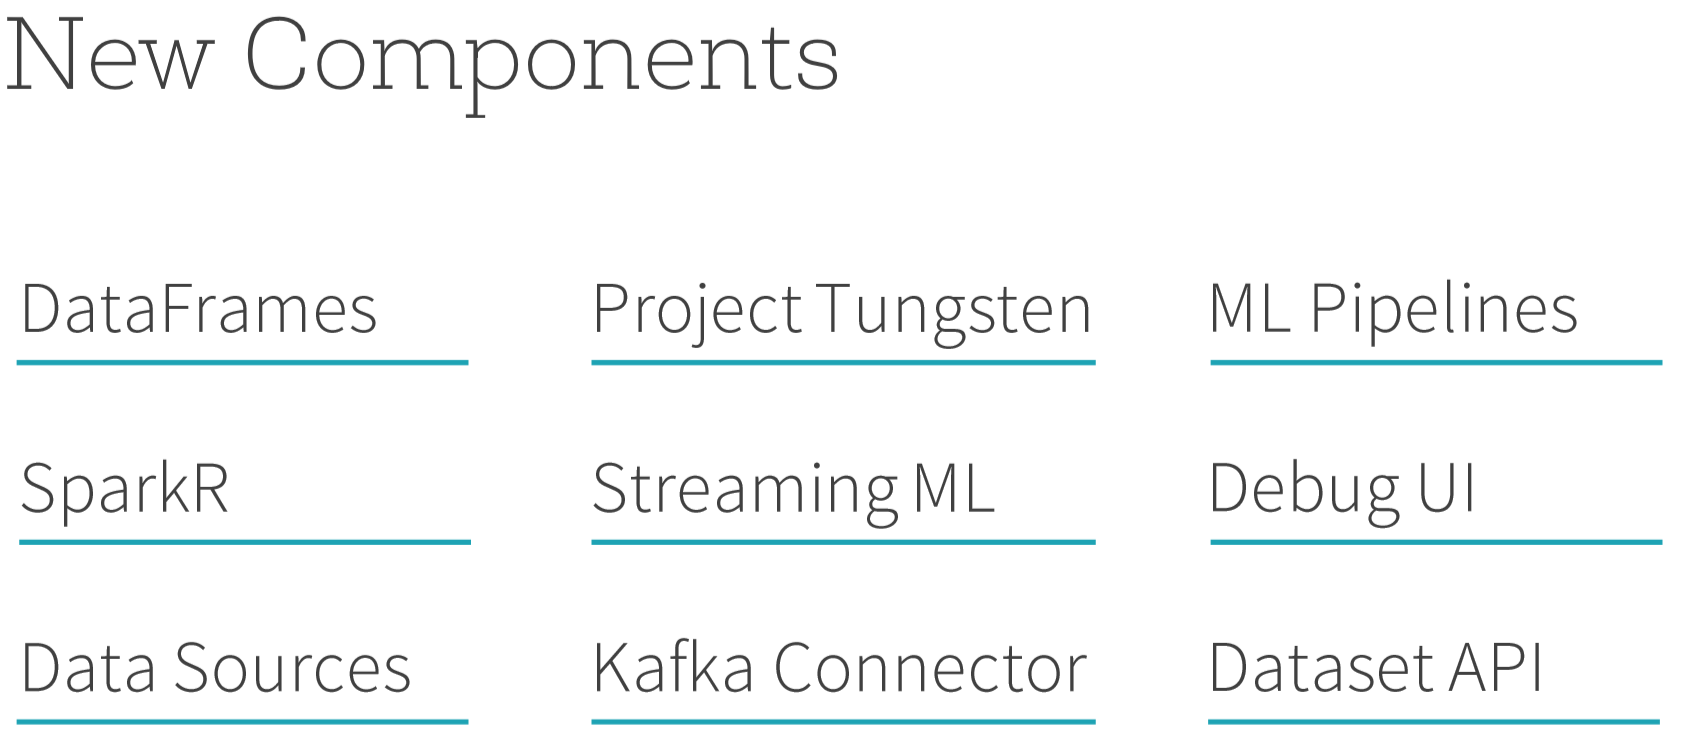 New Components
DataFrames
Project Tungsten
ML Pipelines
SparkR
Streaming ML
Debug UI
Data Sources
Kafka Connector
Dataset API